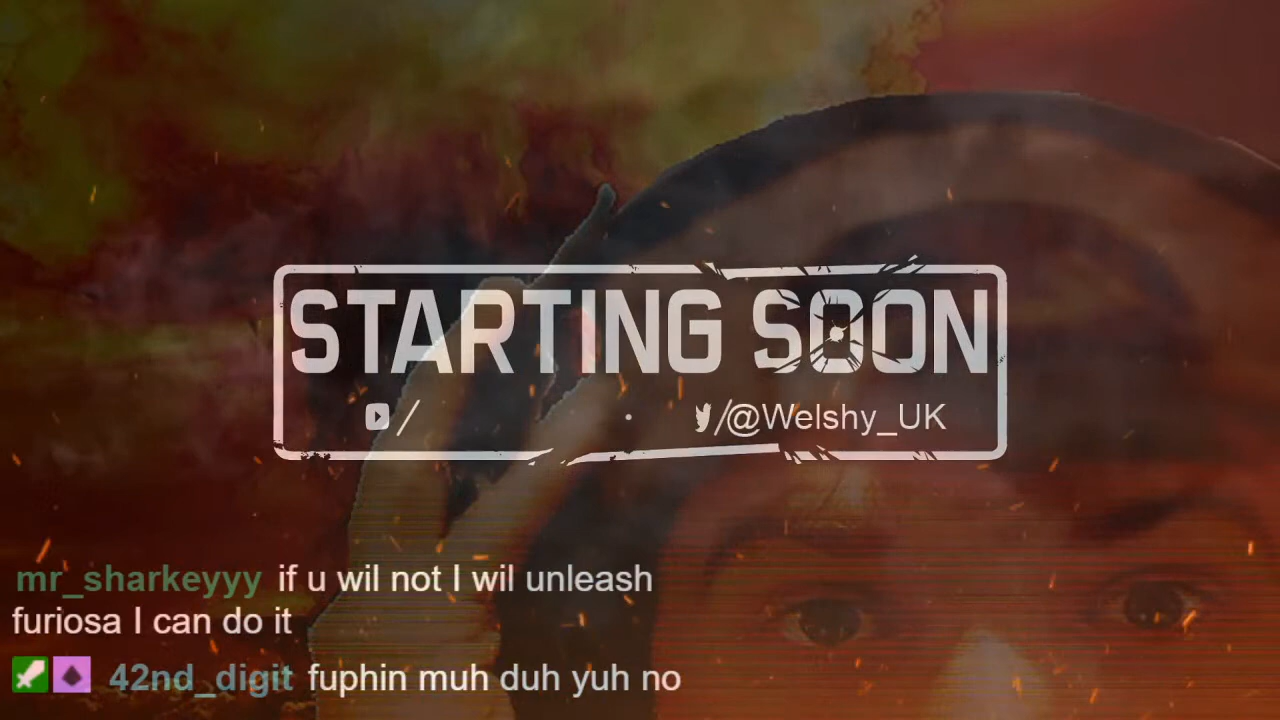 STARTING SOON
/ • /@Welshy_UK
mr_sharkeyyy if u wil not I wil unleash
furiosa I can do it
42nd_digit fuphin muh duh yuh no